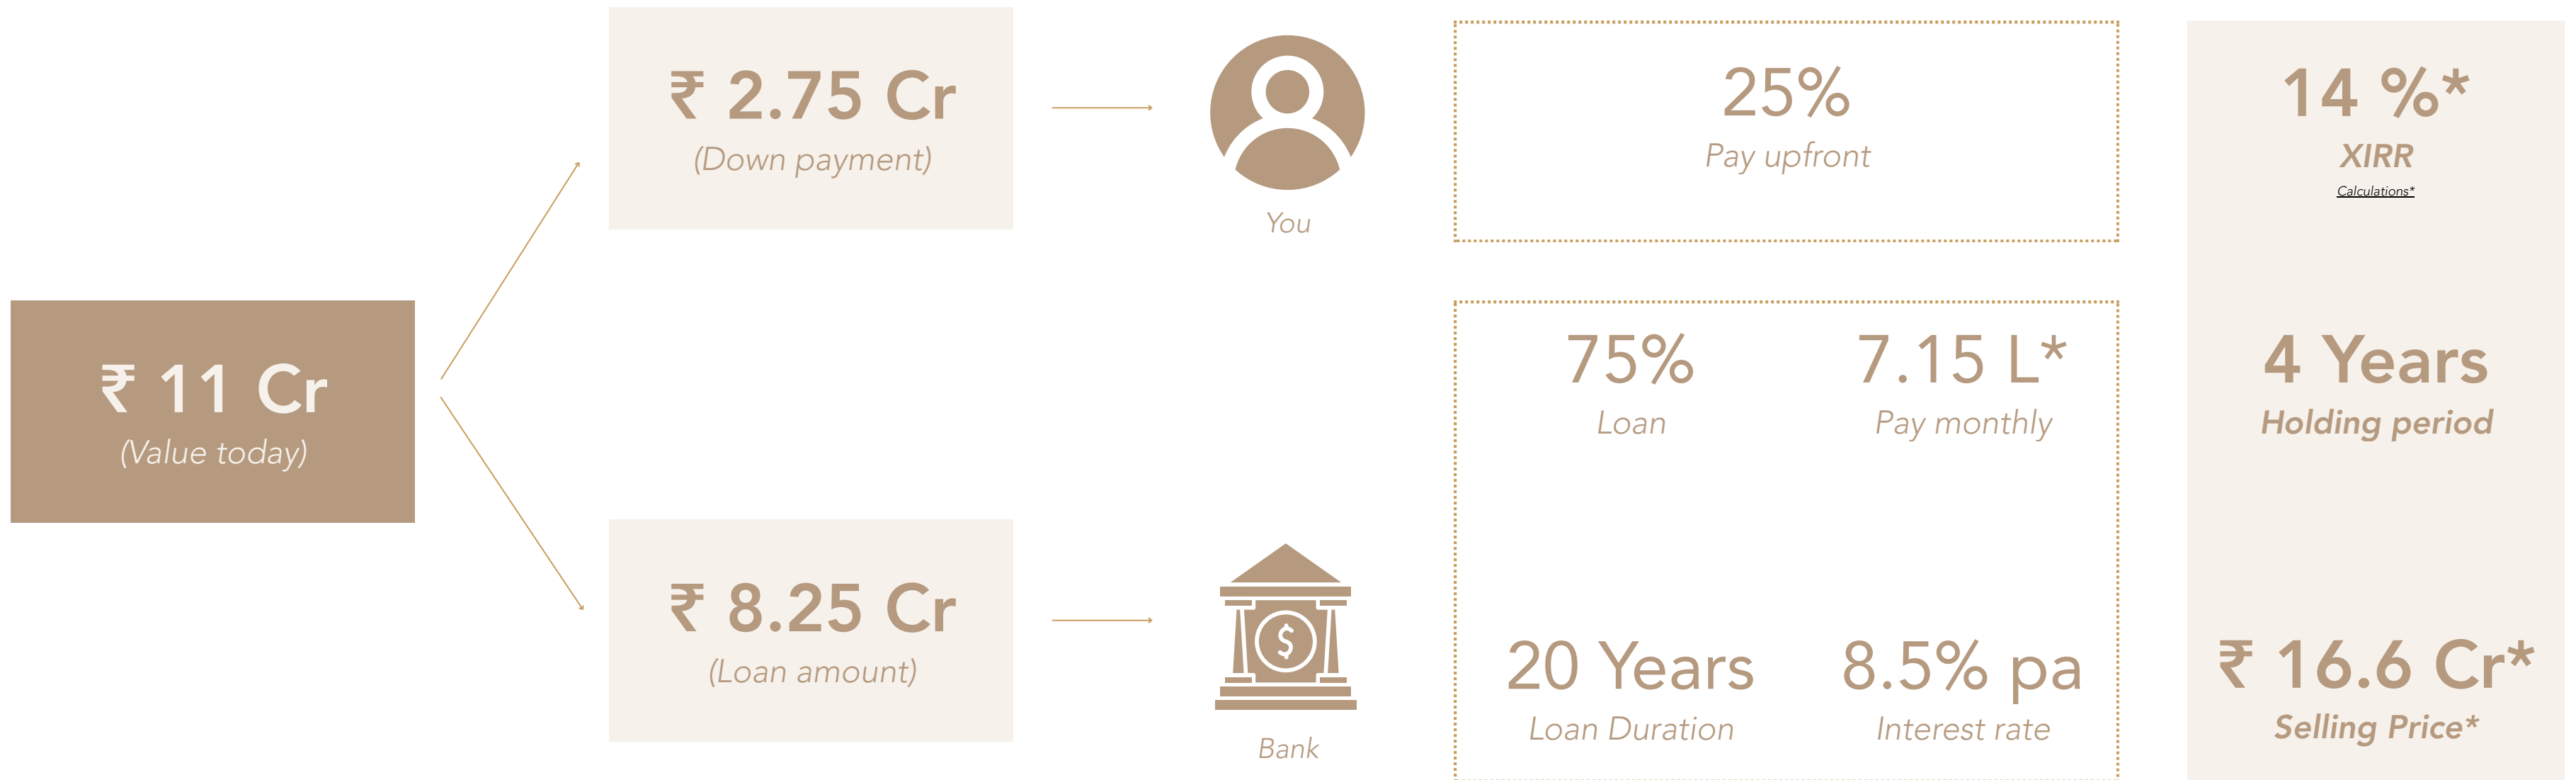 ₹ 11 Cr
(Value today)
₹ 2.75 Cr
(Down payment)
You
25%
Pay upfront
₹ 8.25 Cr
(Loan amount)
$
Bank
75%
Loan
7.15 L*
Pay monthly
20 Years
Loan Duration
8.5% pa
Interest rate
14 %*
XIRR
Calculations*
4 Years
Holding period
₹ 16.6 Cr*
Selling Price*